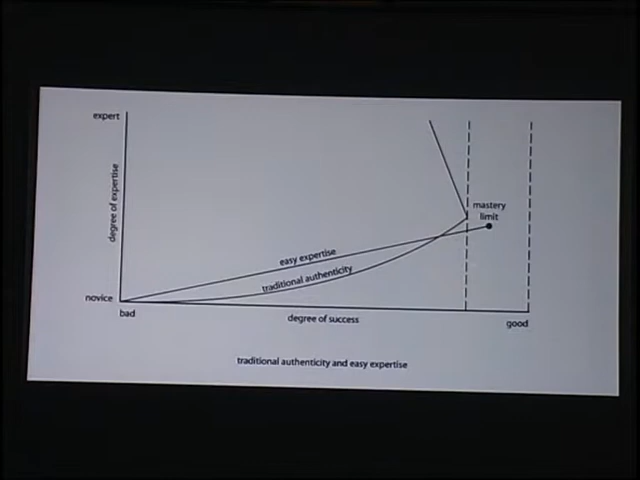 expert
degree of expertise
mastery
limit
easy expertise
traditional authenticity
novice
bad
degree of success
good
traditional authenticity and easy expertise